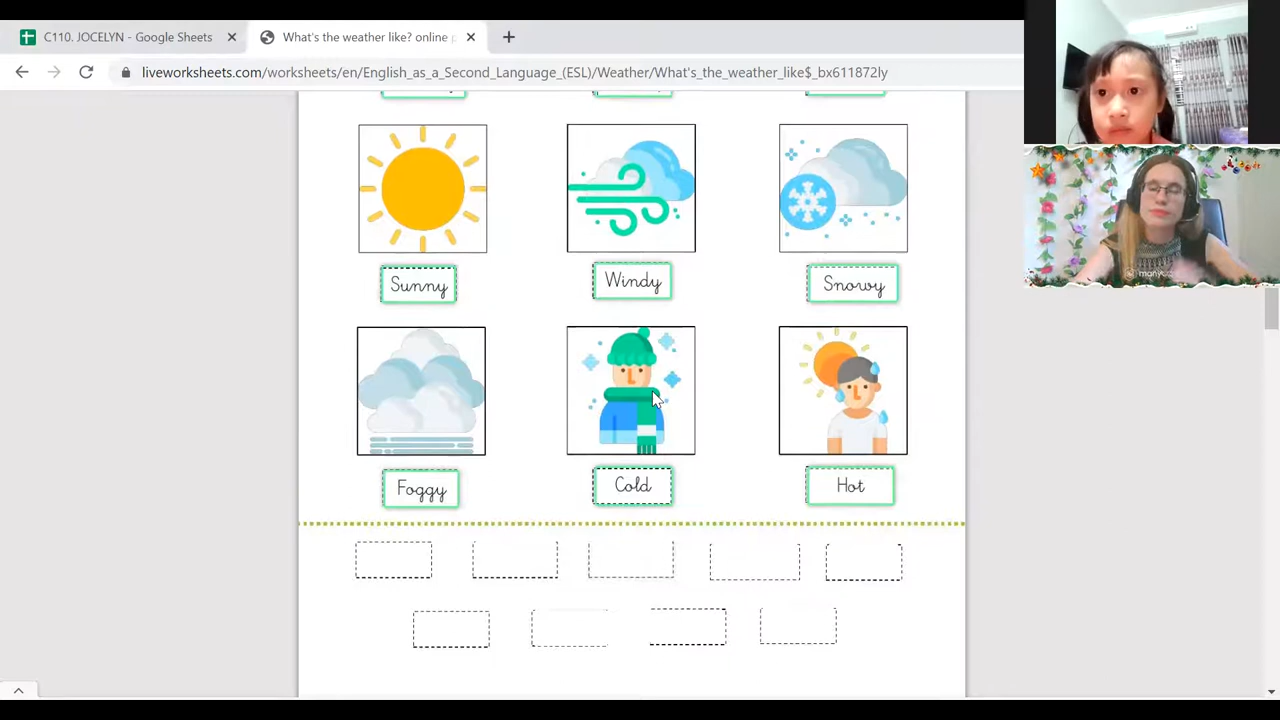 C110. JOCELYN - Google Sheets
What's the weather like? online p
liveworksheets.com/worksheets/en/English_as_a_Second_Language_(ESL)/Weather/What's_the_weather_like$_bx611872ly
Sunny
Windy
Snowy
Foggy
Cold
Hot